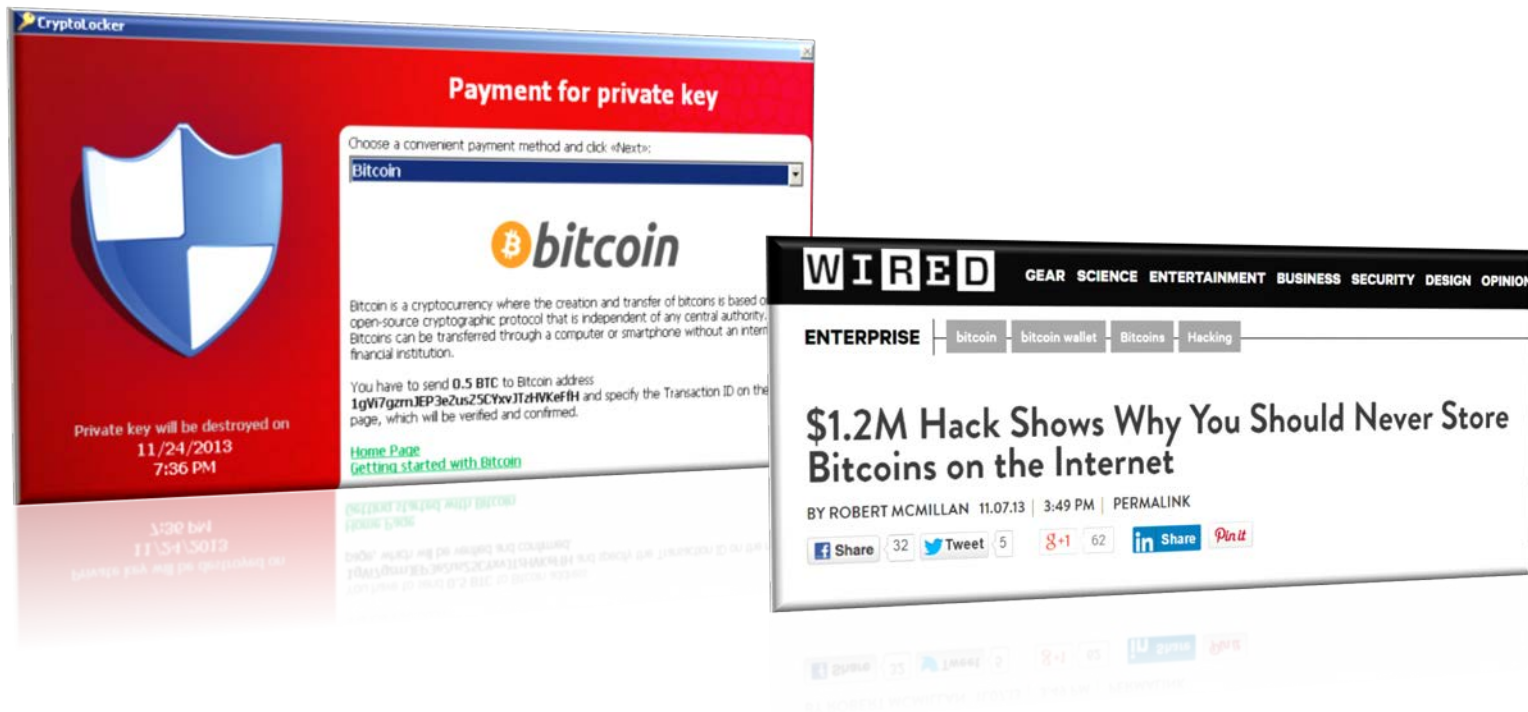 CryptoLocker
Payment for private key
Choose a convenient payment method and click «Next»:
Bitcoin
bitcoin
Bitcoin is a cryptocurrency where the creation and transfer of bitcoins is based
open-source cryptographic protocol that is independent of any central authority.
Bitcoins can be transferred through a computer or smartphone without an
financial institution.
You have to send 0.5 BTC to Bitcoin address
and specify the Transaction ID on the
page, which will be verified and confirmed.
Home Page
Getting started with Bitcoin
Private key will be destroyed on
11/24/2013
7:36 PM
WIRED
GEAR SCIENCE ENTERTAINMENT BUSINESS SECURITY DESIGN OPINION
ENTERPRISE
bitcoin
bitcoin wallet
Bitcoins
Hacking
$1.2M Hack Shows Why You Should Never Store
Bitcoins on the Internet
BY ROBERT MCMILLAN 11.07.13 | 3:49 PM | PERMALINK
Share 32 Tweet 5 g+1 62 in Share Pin it